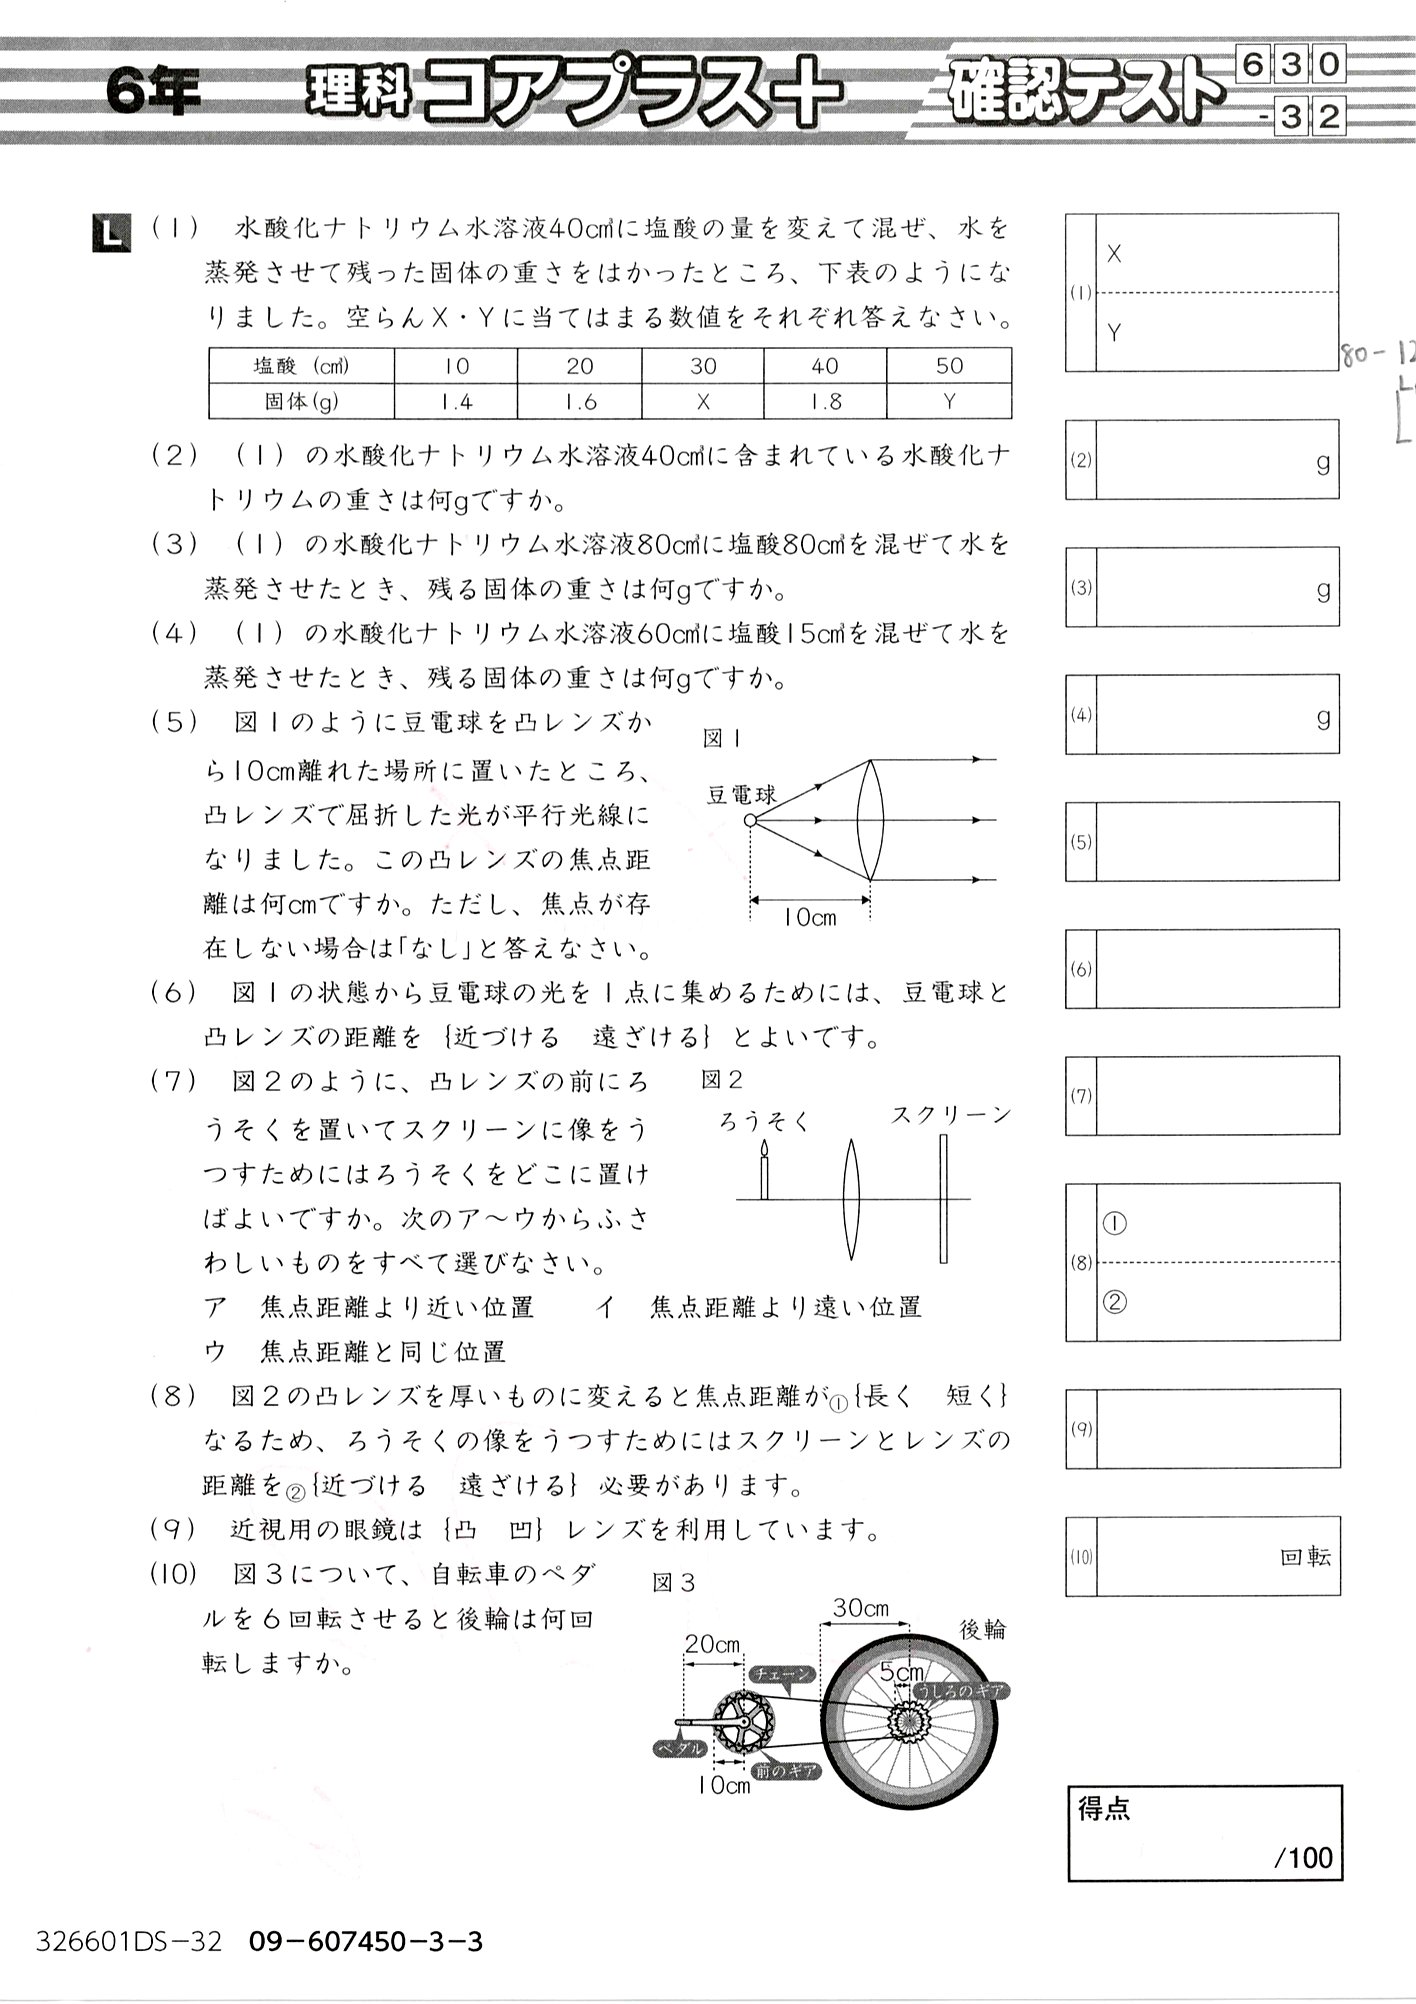 6年 理科 コアプラス+ 確認テスト 630
-32
L (1) 水酸化ナトリウム水溶液40cm³に塩酸の量を変えて混ぜ、水を
蒸発させて残った固体の重さをはかったところ、下表のようにな
りました。空らんX・Yに当てはまる数値をそれぞれ答えなさい。
塩酸 (cm³) 10 20 30 40 50
固体(g) 1.4 1.6 X 1.8 Y
(2) (1)の水酸化ナトリウム水溶液40cm³に含まれている水酸化ナ
トリウムの重さは何gですか。
(3) (1)の水酸化ナトリウム水溶液80cm³に塩酸80cm³を混ぜて水を
蒸発させたとき、残る固体の重さは何gですか。
(4) (1)の水酸化ナトリウム水溶液60cm³に塩酸15cm³を混ぜて水を
蒸発させたとき、残る固体の重さは何gですか。
(5) 図1のように豆電球を凸レンズか
ら10cm離れた場所に置いたところ、
凸レンズで屈折した光が平行光線に
なりました。この凸レンズの焦点距
離は何cmですか。ただし、焦点が存
在しない場合は「なし」と答えなさい。
図1
豆電球
10cm
(6) 図1の状態から豆電球の光を1点に集めるためには、豆電球と
凸レンズの距離を {近づける 遠ざける} とよいです。
(7) 図2のように、凸レンズの前にろ
うそくを置いてスクリーンに像をう
つすためにはろうそくをどこに置け
ばよいですか。次のア～ウからふさ
わしいものをすべて選びなさい。
図2
ろうそく
スクリーン
ア 焦点距離より近い位置 イ 焦点距離より遠い位置
ウ 焦点距離と同じ位置
(8) 図2の凸レンズを厚いものに変えると焦点距離が①{長く 短く}
なるため、ろうそくの像をうつすためにはスクリーンとレンズの
距離を②{近づける 遠ざける} 必要があります。
(9) 近視用の眼鏡は {凸 凹} レンズを利用しています。
(10) 図3について、自転車のペダ
ルを6回転させると後輪は何回
転しますか。
図3
30cm
後輪
20cm
チェーン
5cm
うしろのギア
ペダル
前のギア
10cm
(1) X
Y
80-12
(2) g
(3) g
(4) g
(5)
(6)
(7)
(8) ①
②
(9)
(10) 回転
得点
/100
326601DS-32 09-607450-3-3